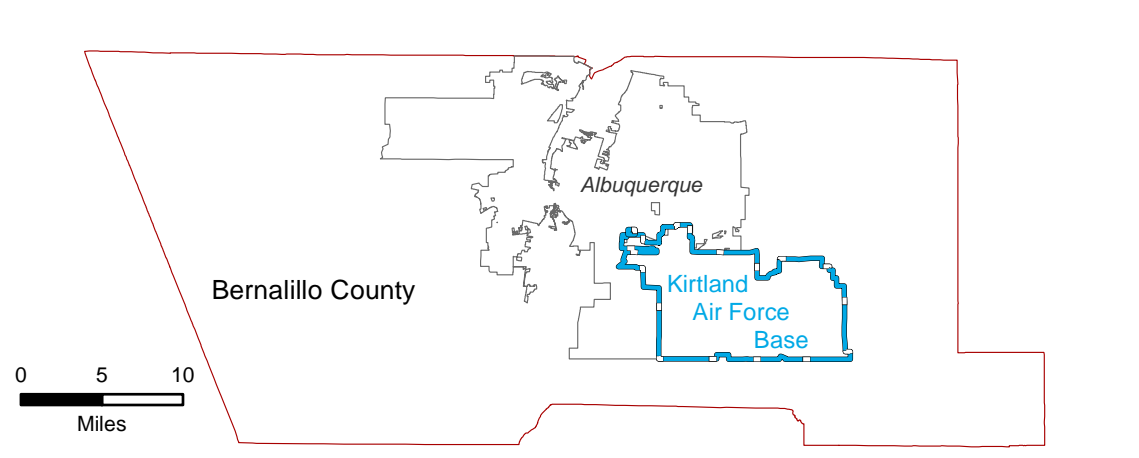 Albuquerque
Bernalillo County
Kirtland
Air Force
Base
0 5 10
Miles